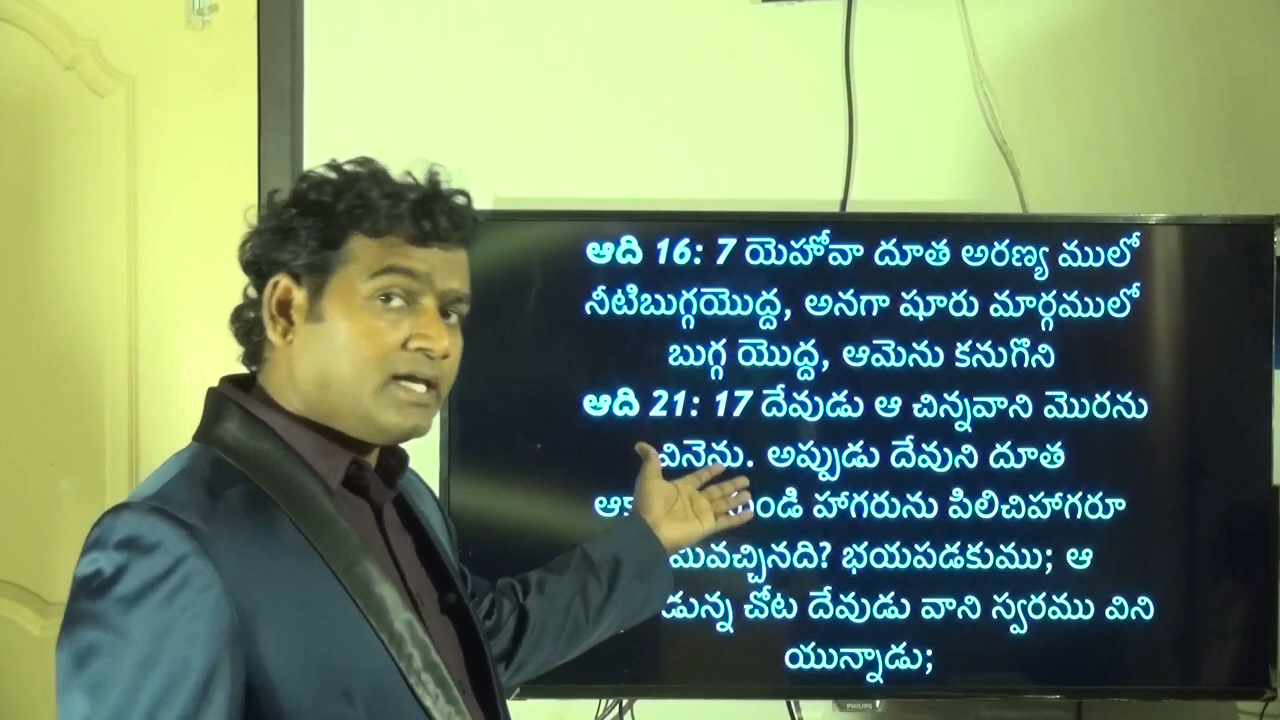 ఆది 16: 7 యెహోవా దూత అరణ్య ములో
నీటిబుగ్గయొద్ద, అనగా షూరు మార్గములో
బుగ్గ యొద్ద, ఆమెను కనుగొని
ఆది 21: 17 దేవుడు ఆ చిన్నవాని మొరను
వినెను. అప్పుడు దేవుని దూత
హాగరును పిలిచిహాగరూ
భయపడకుము; ఆ
చోట దేవుడు వాని స్వరము విని
యున్నాడు;
PHILIPS